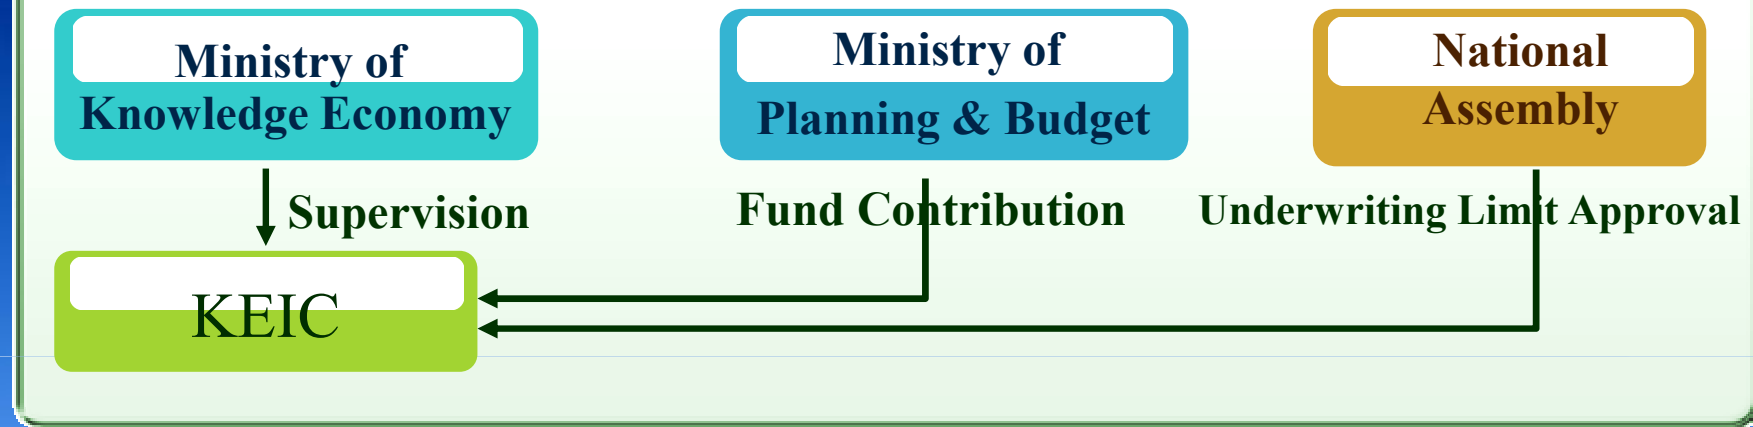 Ministry of
Knowledge Economy
Ministry of
Planning & Budget
National
Assembly
Supervision
Fund Contribution
Underwriting Limit Approval
KEIC